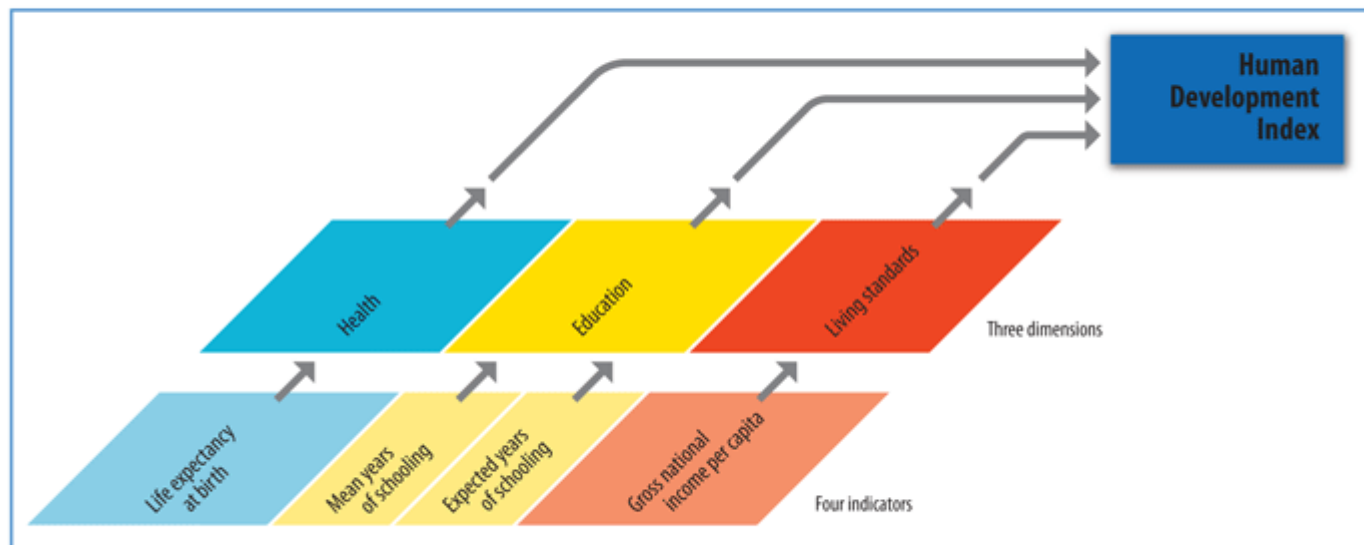 Human
Development
Index
Health
Education
Living standards
Three dimensions
Life expectancy
at birth
Mean years
of schooling
Expected years
of schooling
Gross national
income per capita
Four indicators